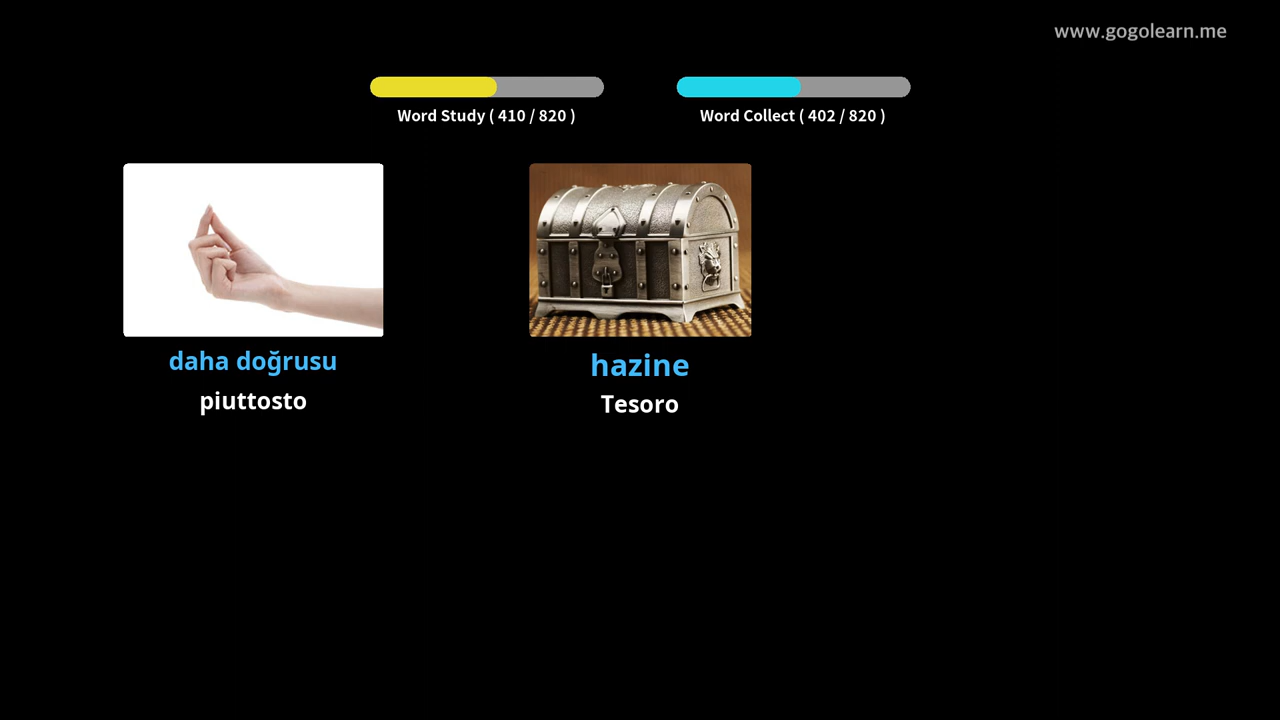 www.gogolearn.me
Word Study ( 410 / 820 )
Word Collect ( 402 / 820 )
daha doğrusu
piuttosto
hazine
Tesoro